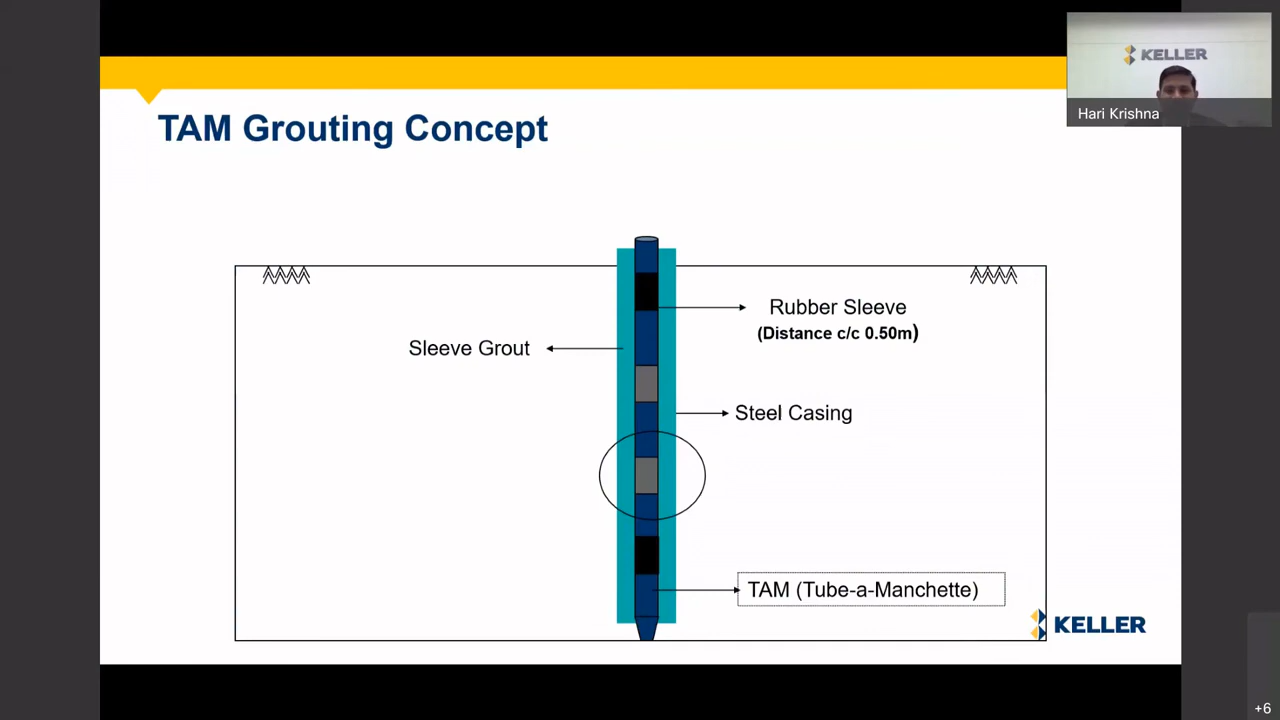 KELLER
Hari Krishna
TAM Grouting Concept
Rubber Sleeve
(Distance c/c 0.50m)
Sleeve Grout
Steel Casing
TAM (Tube-a-Manchette)
KELLER
+6